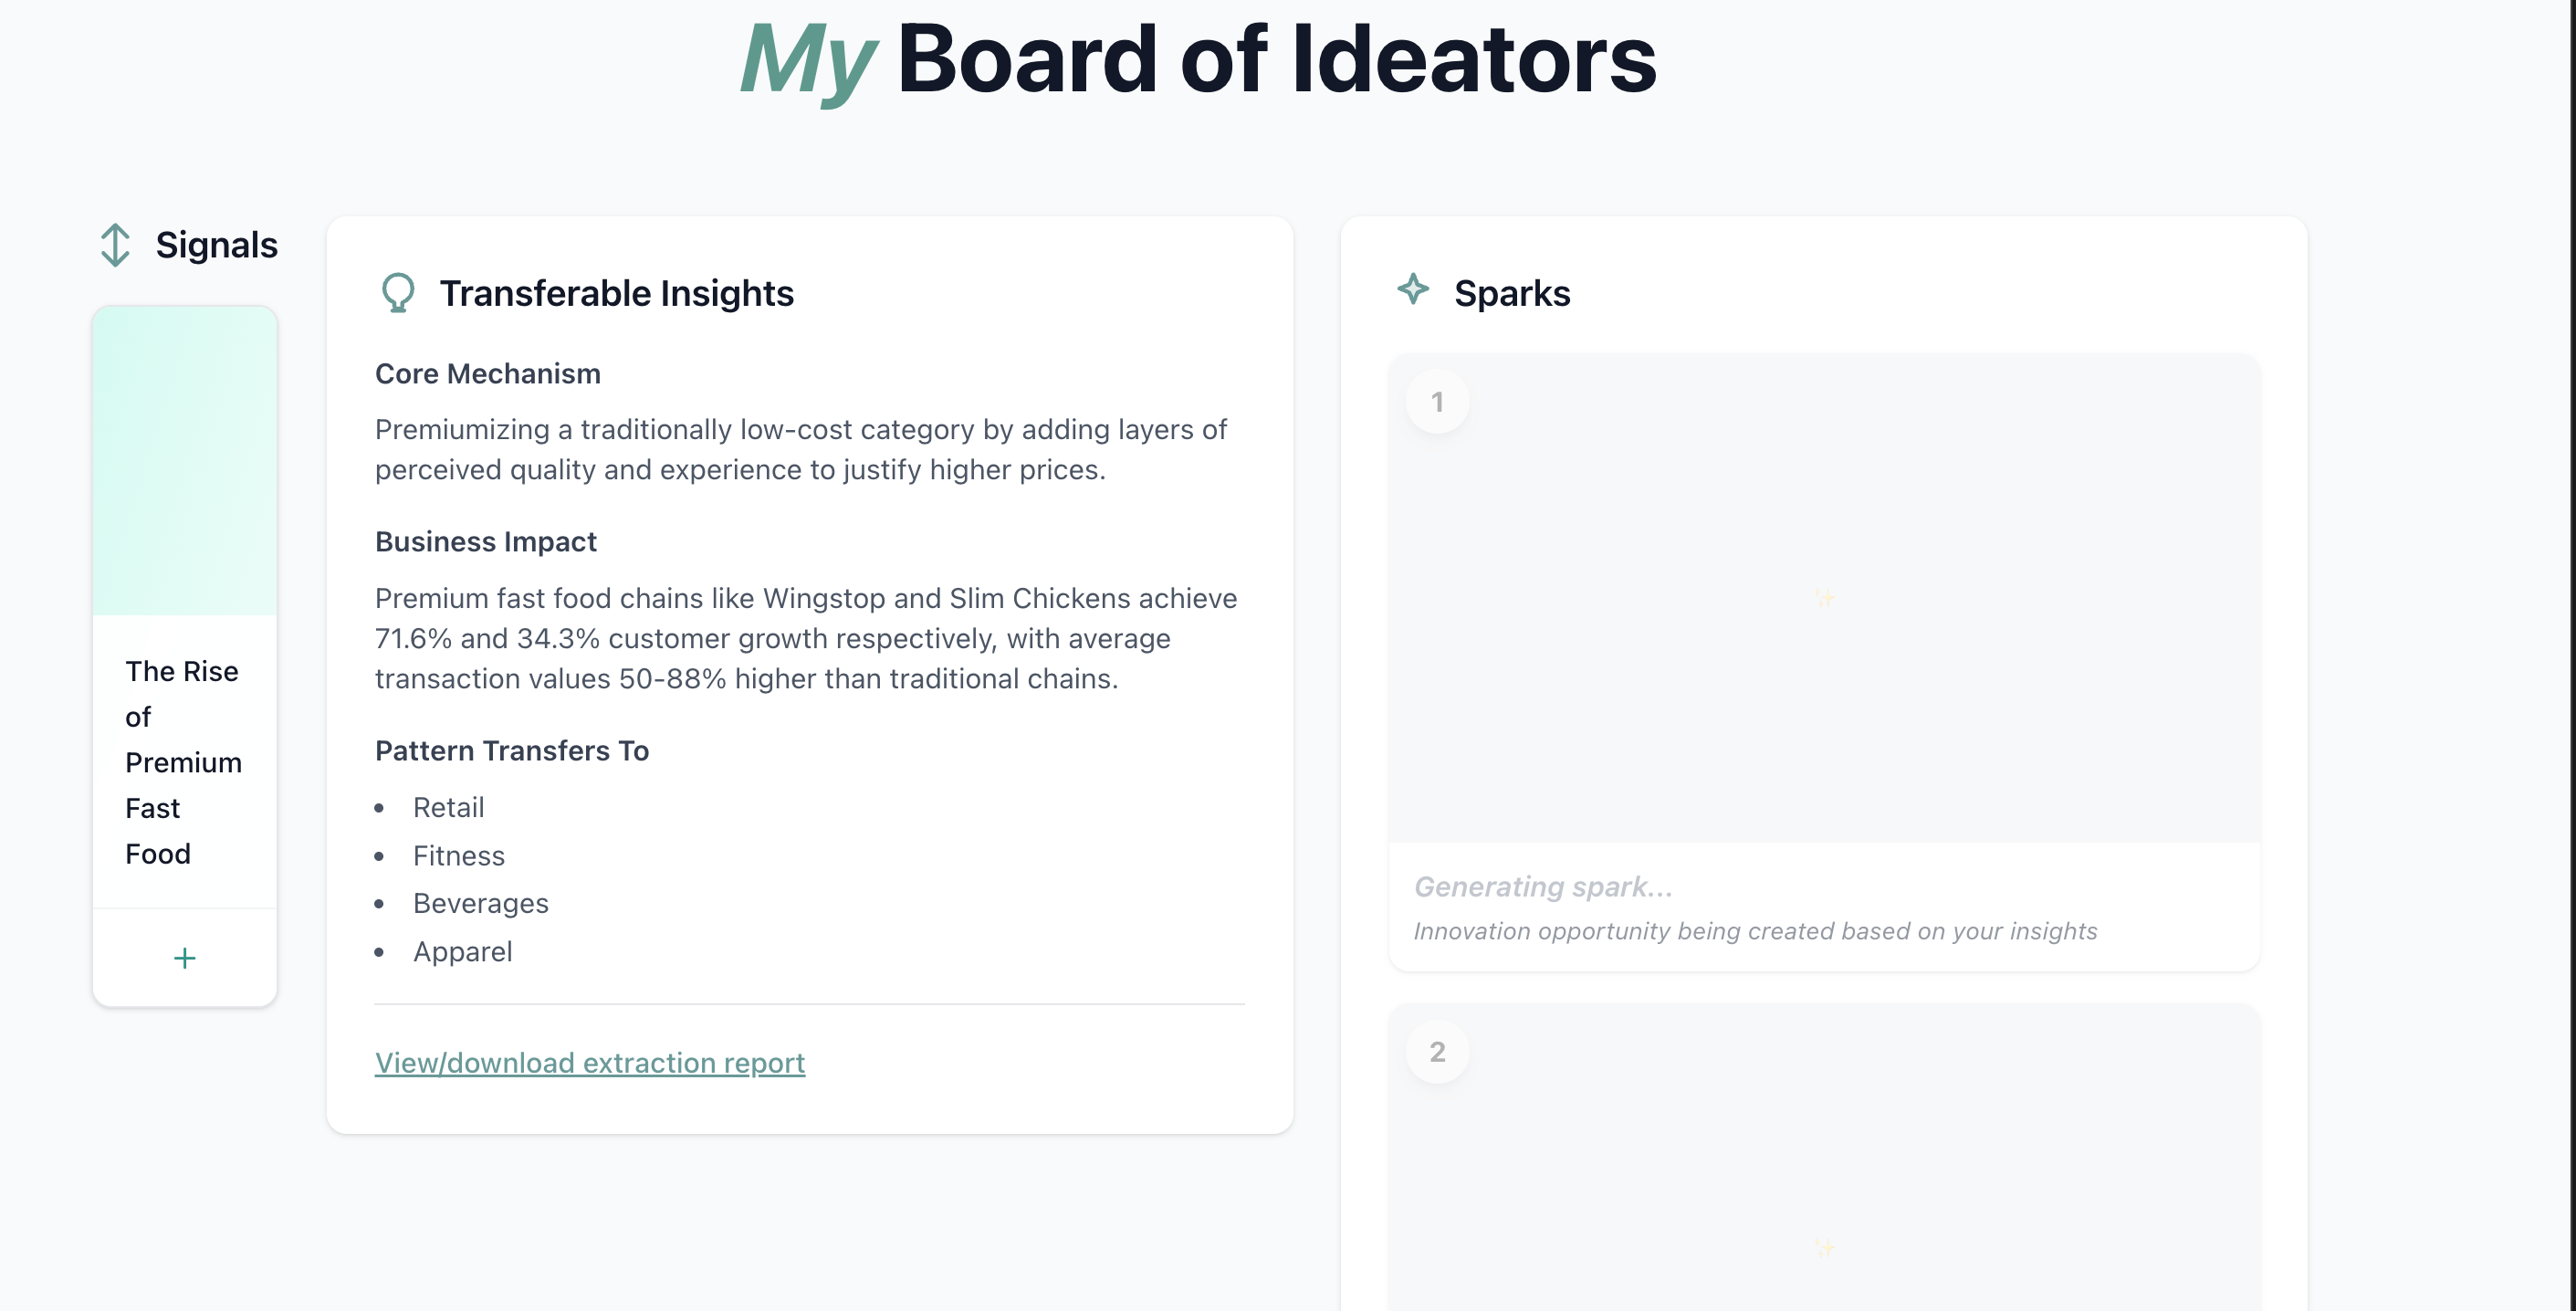 My Board of Ideators
Signals
The Rise
of
Premium
Fast
Food
+
Transferable Insights
Core Mechanism
Premiumizing a traditionally low-cost category by adding layers of
perceived quality and experience to justify higher prices.
Business Impact
Premium fast food chains like Wingstop and Slim Chickens achieve
71.6% and 34.3% customer growth respectively, with average
transaction values 50-88% higher than traditional chains.
Pattern Transfers To
• Retail
• Fitness
• Beverages
• Apparel
View/download extraction report
Sparks
1
Generating spark...
Innovation opportunity being created based on your insights
2